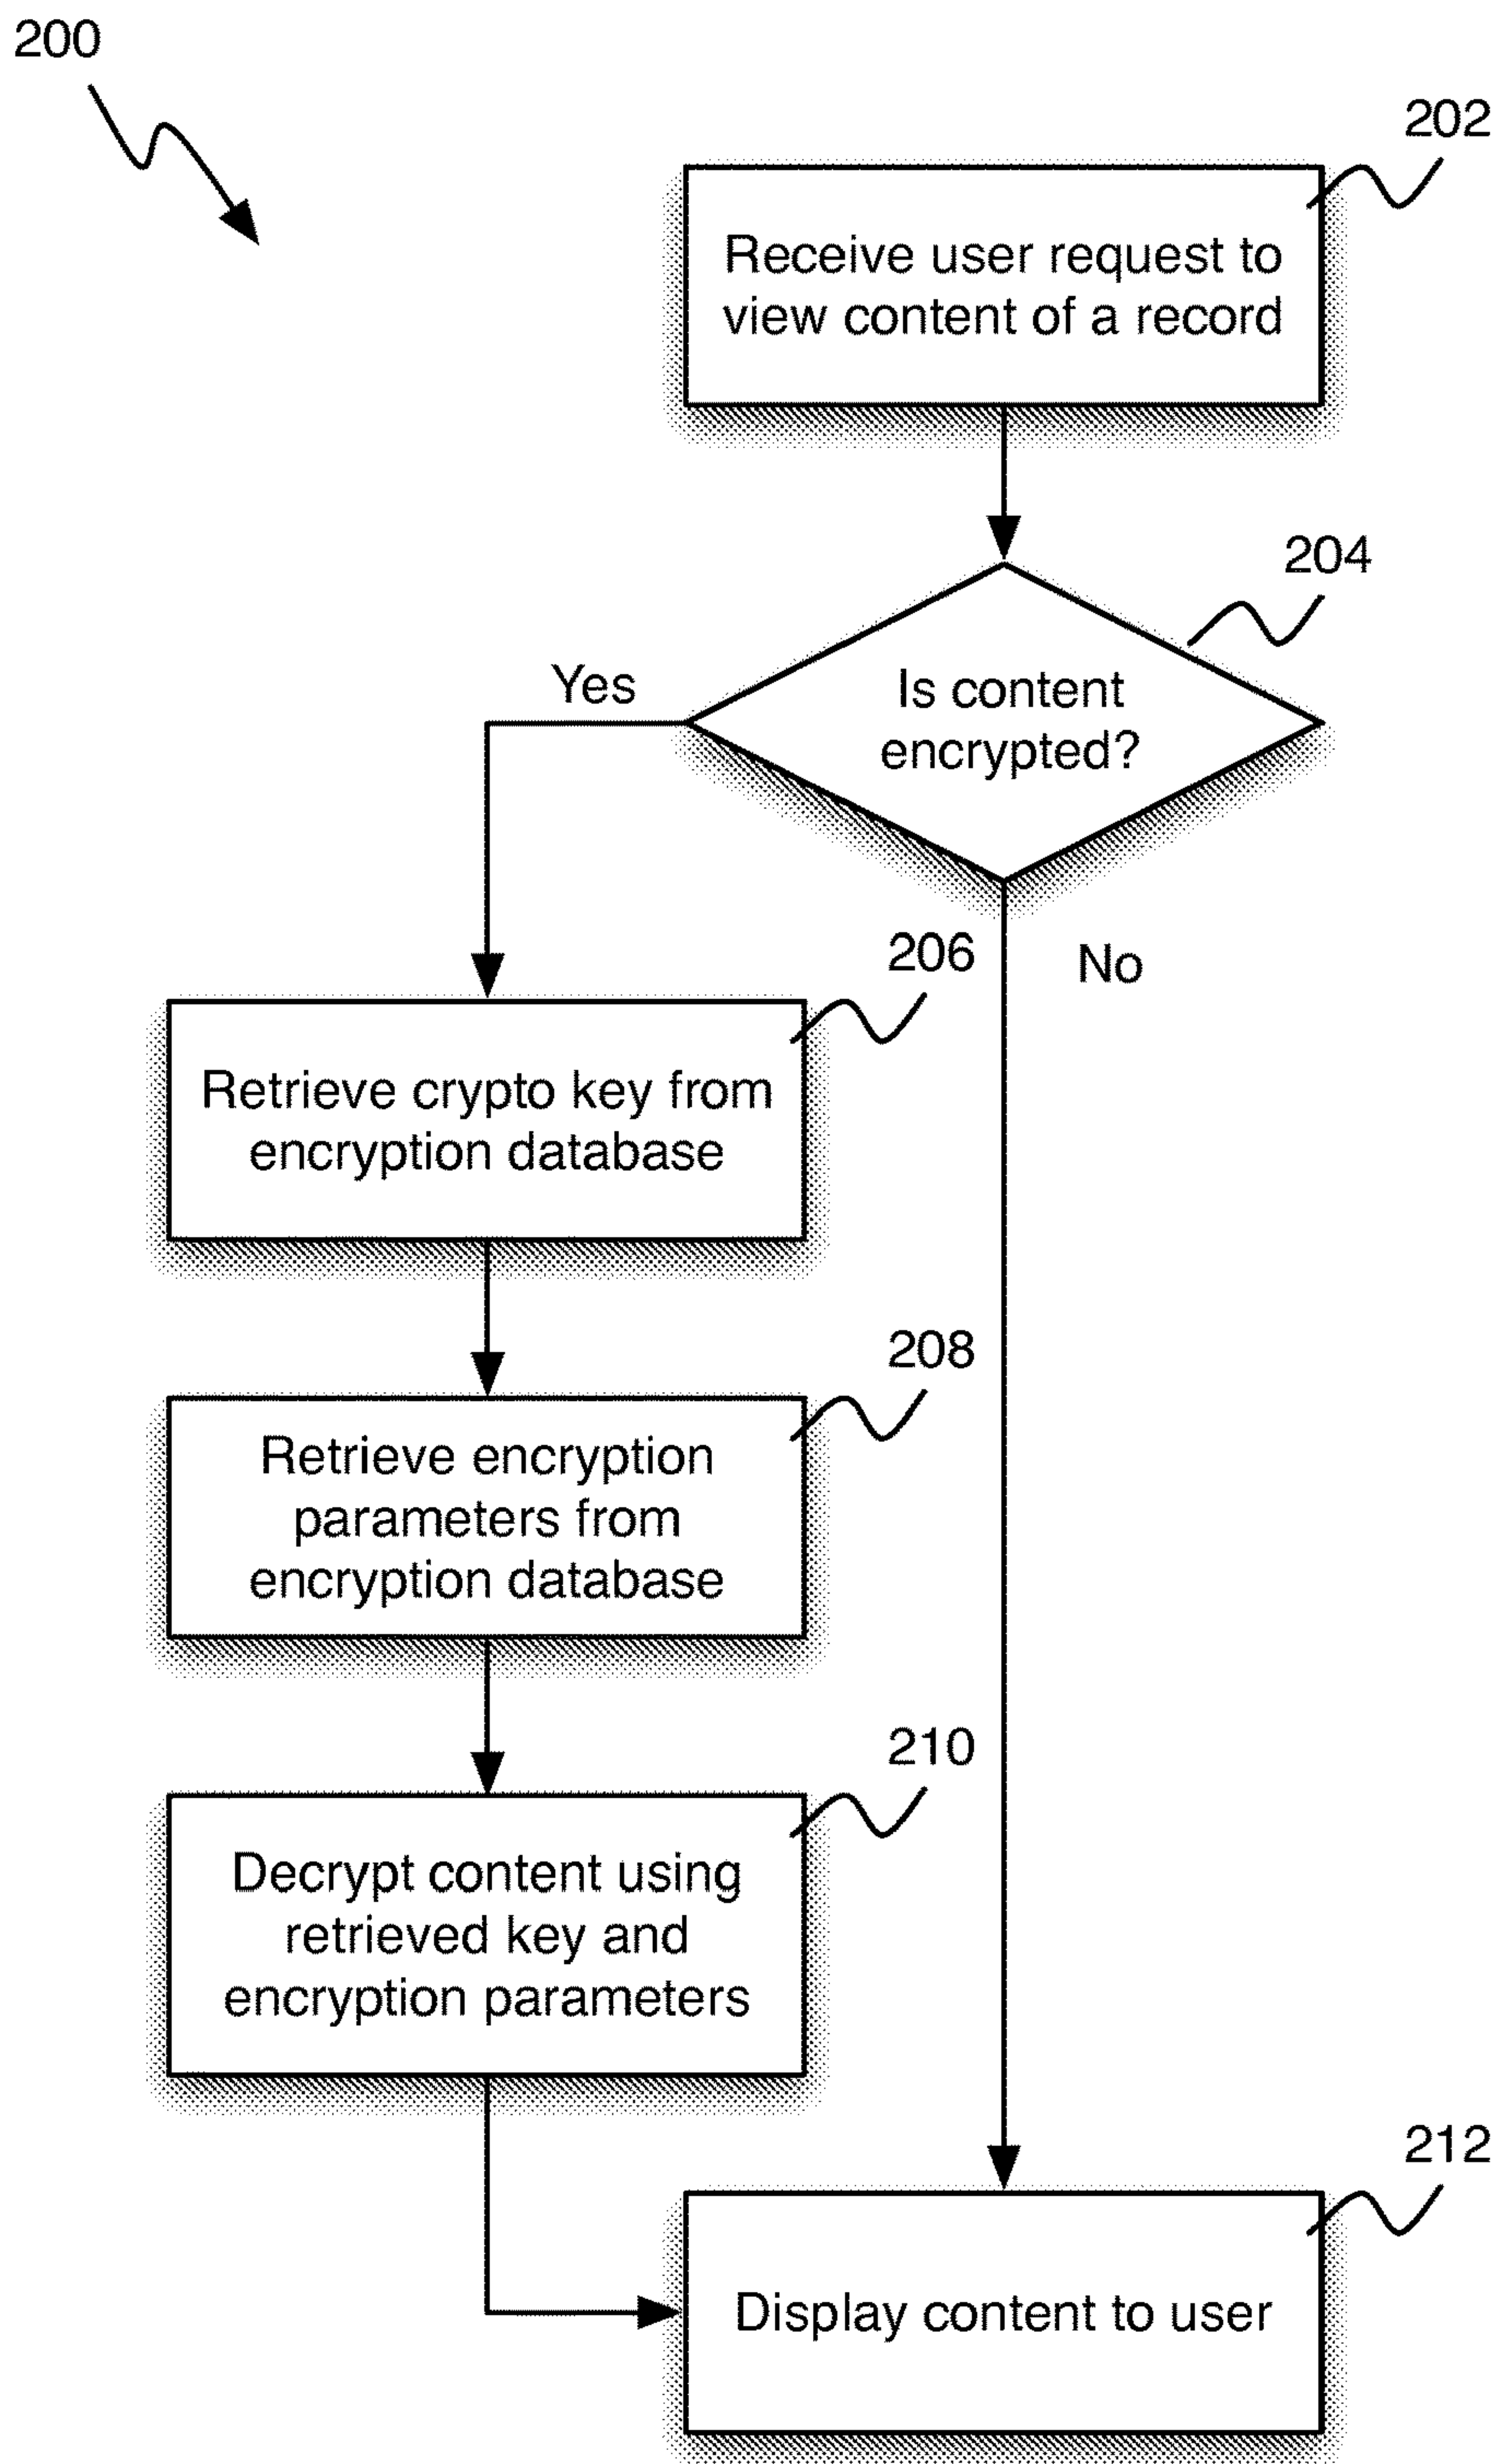 200
202
Receive user request to
view content of a record
204
Is content
encrypted?
Yes
No
206
Retrieve crypto key from
encryption database
208
Retrieve encryption
parameters from
encryption database
210
Decrypt content using
retrieved key and
encryption parameters
212
Display content to user